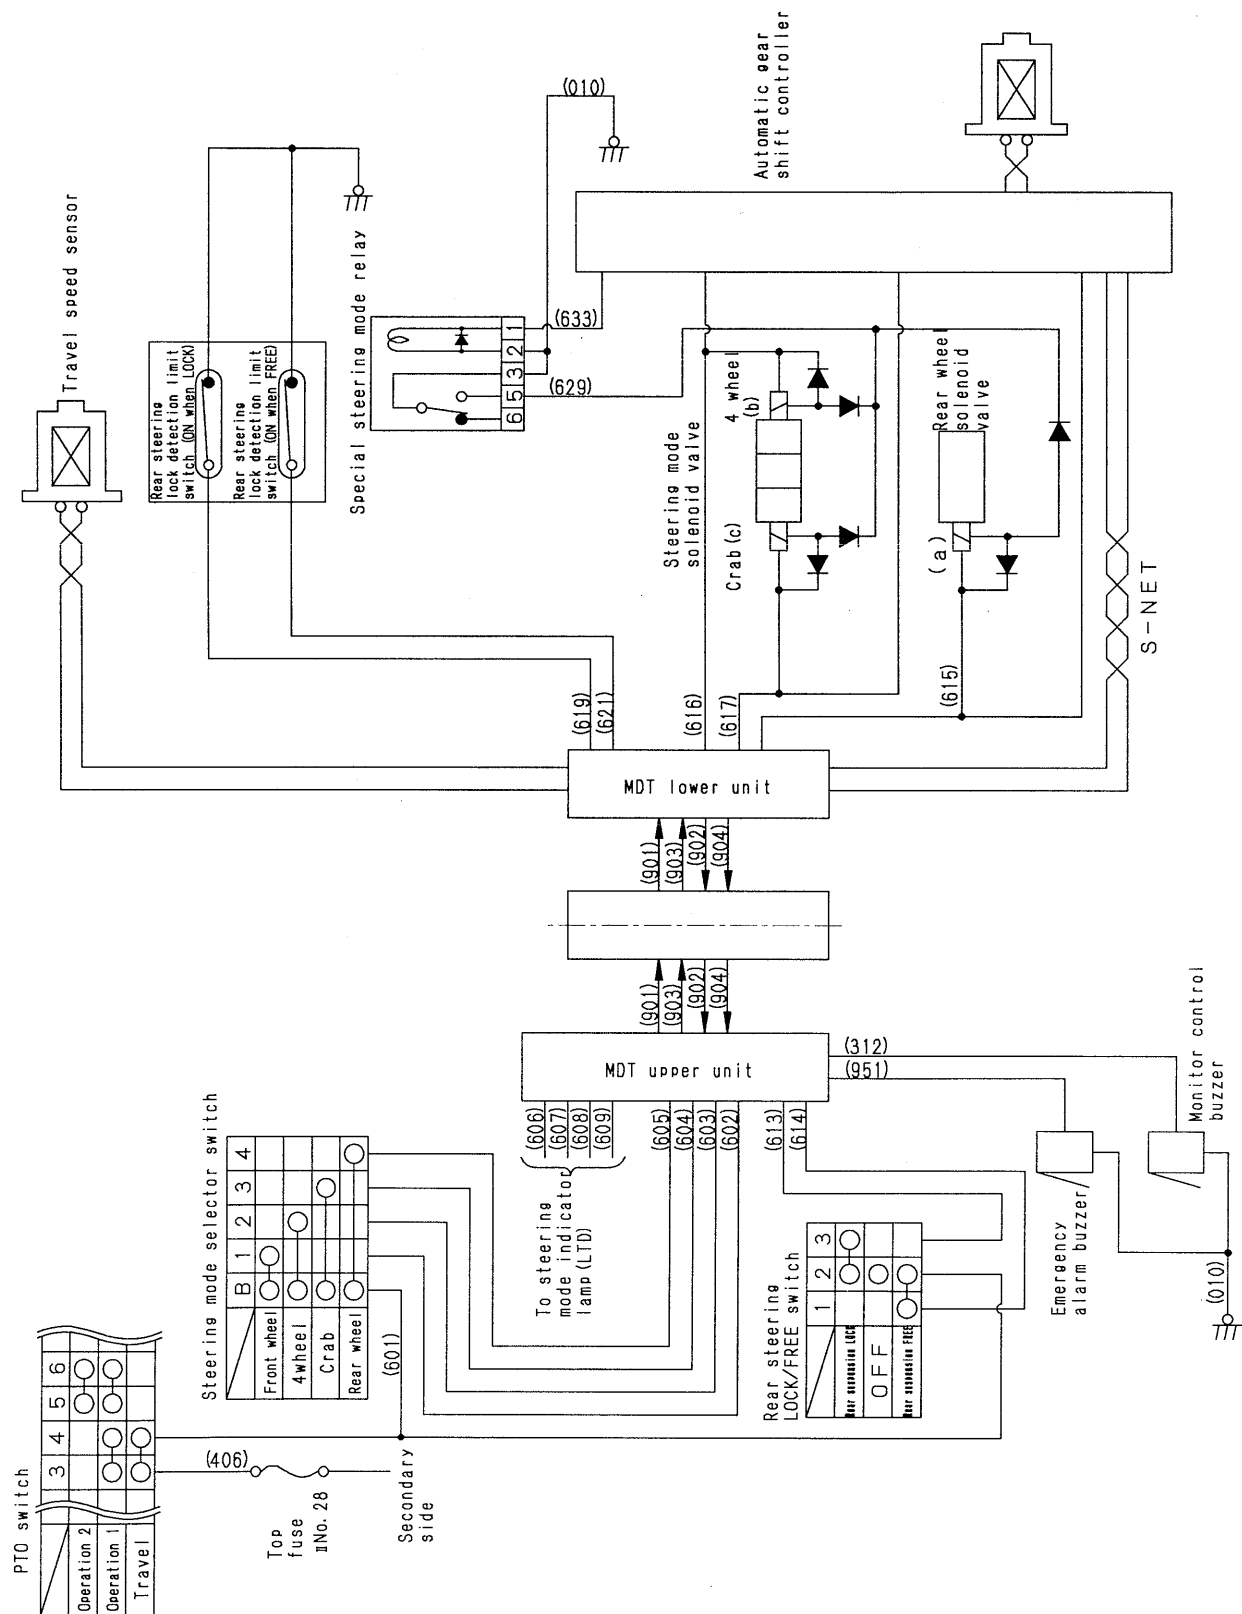 PTO switch
3 4 5 6
Operation 2
Operation 1
Travel
(406)
Top
fuse
ⅡNo. 28
Secondary
side
Steering mode selector switch
B 1 2 3 4
Front wheel
4wheel
Crab
Rear wheel
(601)
To steering
mode indicator
lamp (LTD)
(606)
(607)
(608)
(609)
(605)
(604)
(603)
(602)
(613)
(614)
MDT upper unit
Rear steering
LOCK/FREE switch
1 2 3
Rear suspension LOCK
OFF
Rear suspension FREE
(312)
(951)
Emergency
alarm buzzer
Monitor control
buzzer
(010)
(901)
(903)
(902)
(904)
(901)
(903)
(902)
(904)
MDT lower unit
(619)
(621)
(616)
(617)
(615)
S-NET
Travel speed sensor
Rear steering
lock detection limit
switch (ON when LOCK)
Rear steering
lock detection limit
switch (ON when FREE)
Special steering mode relay
6 5 3 2 1
(633)
(629)
(010)
Steering mode
solenoid valve
Crab (c)
4 wheel
(b)
(a)
Rear wheel
solenoid
valve
Automatic gear
shift controller